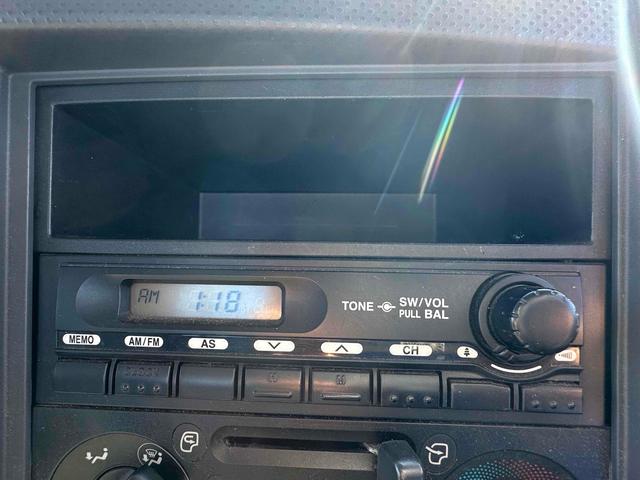 AM 1:18
TONE SW/VOL
PULL BAL
MEMO AM/FM AS CH